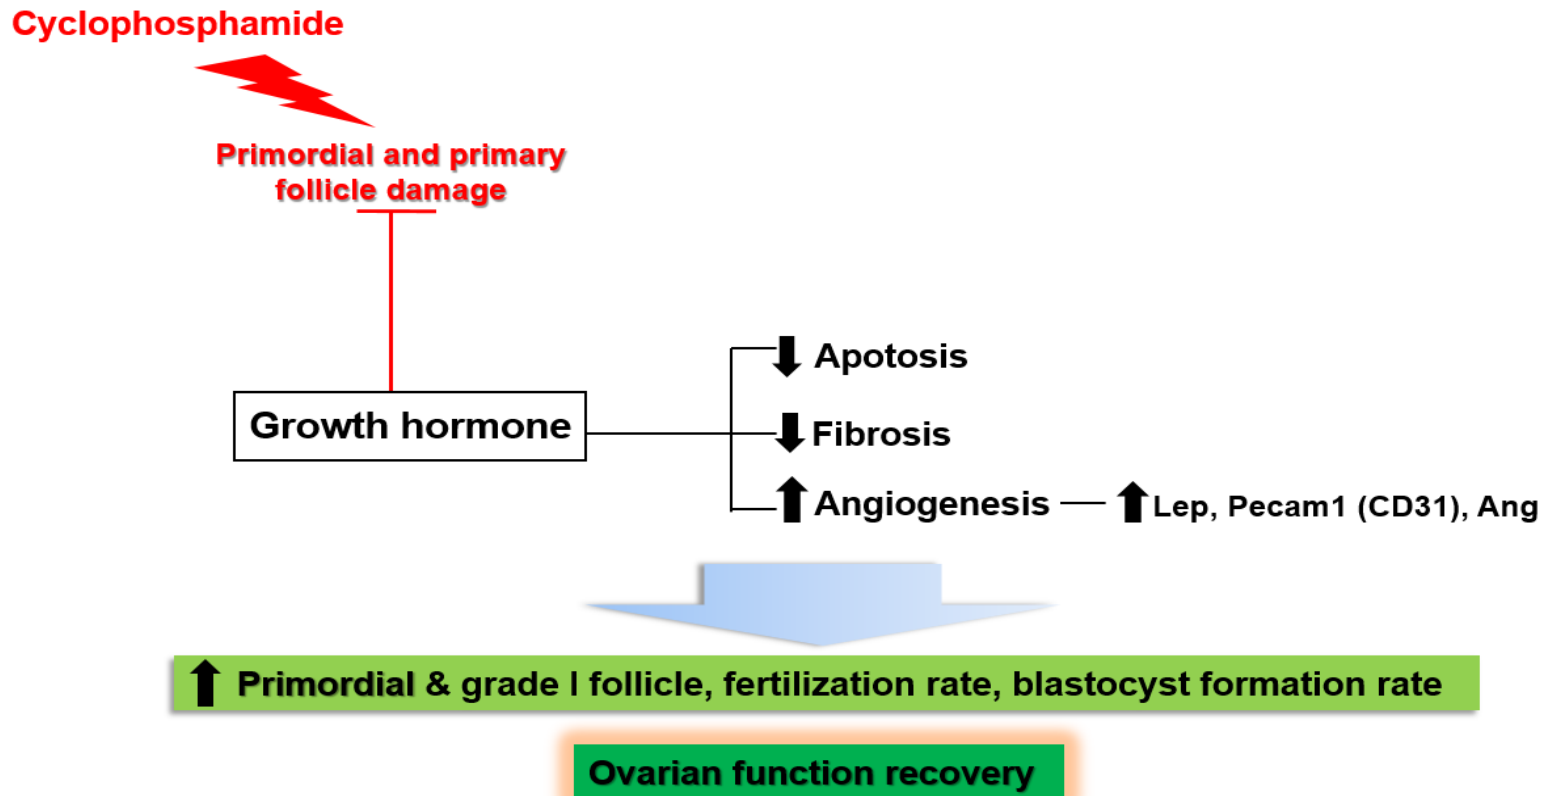 Cyclophosphamide
Primordial and primary
follicle damage
Growth hormone
Apotosis
Fibrosis
Angiogenesis
Lep, Pecam1 (CD31), Ang
Primordial & grade I follicle, fertilization rate, blastocyst formation rate
Ovarian function recovery